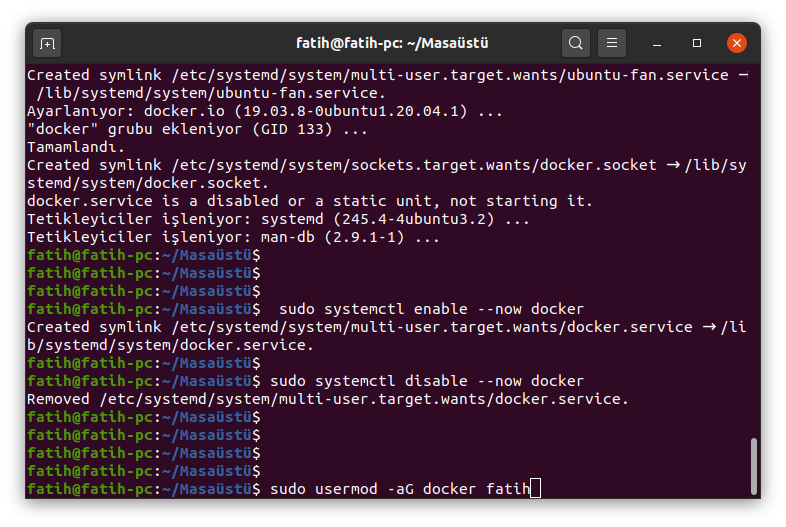 fatih@fatih-pc: ~/Masaüstü
Created symlink /etc/systemd/system/multi-user.target.wants/ubuntu-fan.service →
 /lib/systemd/system/ubuntu-fan.service.
Ayarlanıyor: docker.io (19.03.8-0ubuntu1.20.04.1) ...
"docker" grubu ekleniyor (GID 133) ...
Tamamlandı.
Created symlink /etc/systemd/system/sockets.target.wants/docker.socket → /lib/sy
stemd/system/docker.socket.
docker.service is a disabled or a static unit, not starting it.
Tetikleyiciler işleniyor: systemd (245.4-4ubuntu3.2) ...
Tetikleyiciler işleniyor: man-db (2.9.1-1) ...
fatih@fatih-pc:~/Masaüstü$
fatih@fatih-pc:~/Masaüstü$
fatih@fatih-pc:~/Masaüstü$
fatih@fatih-pc:~/Masaüstü$  sudo systemctl enable --now docker
Created symlink /etc/systemd/system/multi-user.target.wants/docker.service → /li
b/systemd/system/docker.service.
fatih@fatih-pc:~/Masaüstü$
fatih@fatih-pc:~/Masaüstü$ sudo systemctl disable --now docker
Removed /etc/systemd/system/multi-user.target.wants/docker.service.
fatih@fatih-pc:~/Masaüstü$
fatih@fatih-pc:~/Masaüstü$
fatih@fatih-pc:~/Masaüstü$
fatih@fatih-pc:~/Masaüstü$
fatih@fatih-pc:~/Masaüstü$ sudo usermod -aG docker fatih